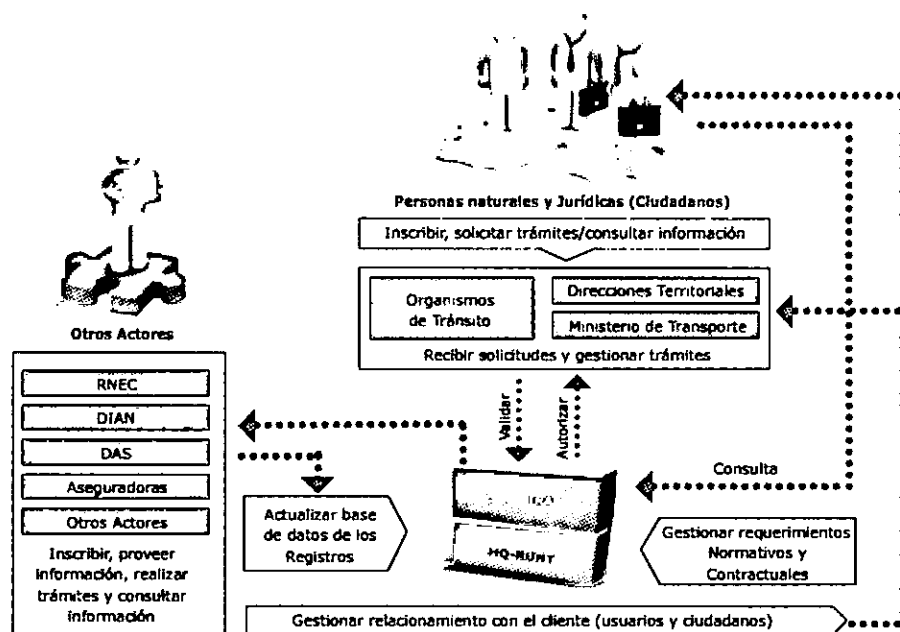 Personas naturales y Jurídicas (Ciudadanos)
Inscribir, solicitar trámites/consultar información
Organismos
de Tránsito
Direcciones Territoriales
Ministerio de Transporte
Recibir solicitudes y gestionar trámites
Otros Actores
RNEC
DIAN
DAS
Aseguradoras
Otros Actores
Inscribir, proveer
información, realizar
trámites y consultar
información
Validar
Autorizar
Consulta
Actualizar base
de datos de los
Registros
HQ-RUNT
Gestionar requerimientos
Normativos y
Contractuales
Gestionar relacionamiento con el cliente (usuarios y ciudadanos)